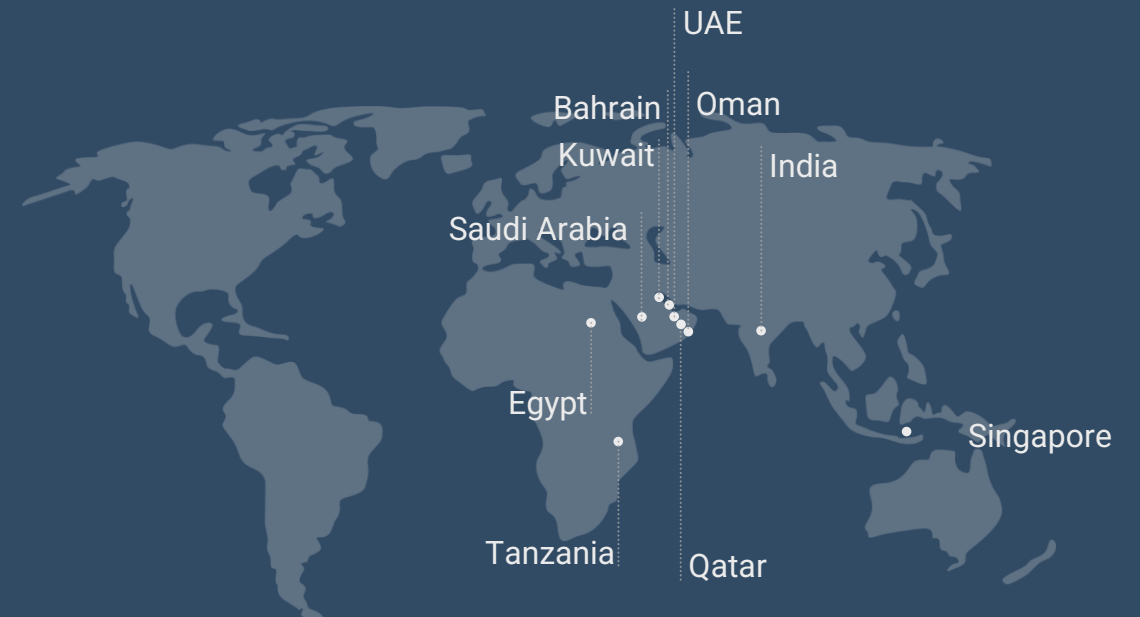 UAE
Bahrain
Oman
Kuwait
India
Saudi Arabia
Egypt
Singapore
Tanzania
Qatar